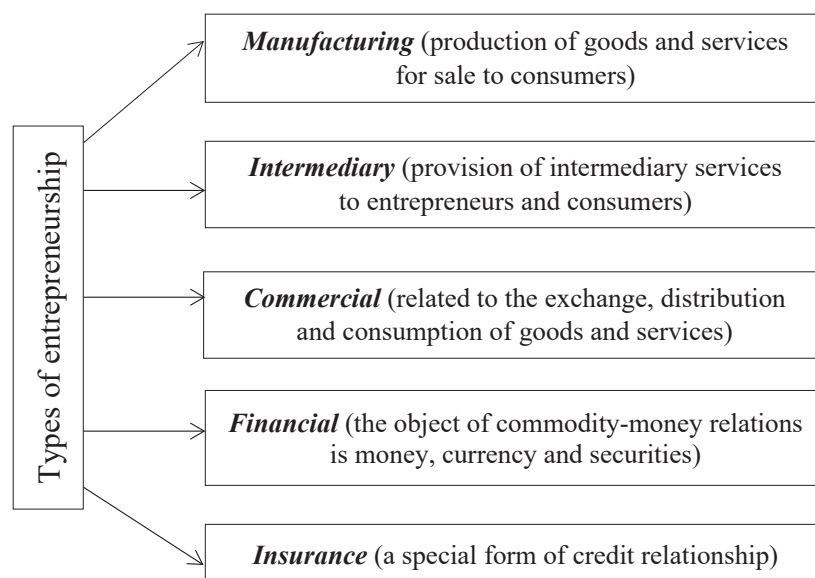 Types of entrepreneurship
Manufacturing (production of goods and services
for sale to consumers)
Intermediary (provision of intermediary services
to entrepreneurs and consumers)
Commercial (related to the exchange, distribution
and consumption of goods and services)
Financial (the object of commodity-money relations
is money, currency and securities)
Insurance (a special form of credit relationship)